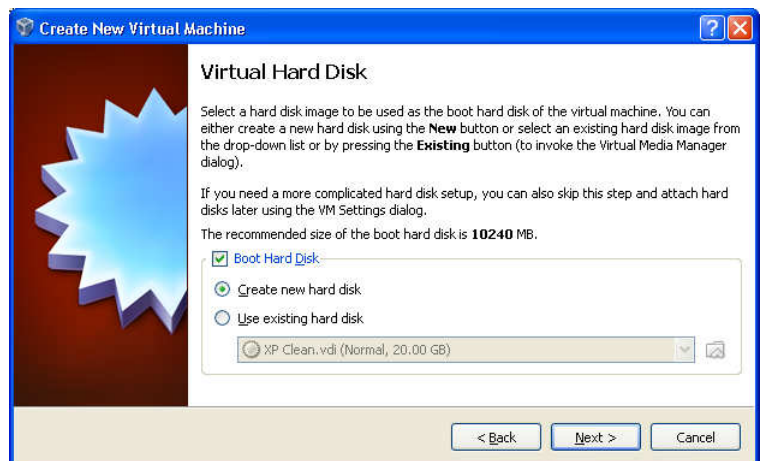 Create New Virtual Machine
Virtual Hard Disk
Select a hard disk image to be used as the boot hard disk of the virtual machine. You can
either create a new hard disk using the New button or select an existing hard disk image from
the drop-down list or by pressing the Existing button (to invoke the Virtual Media Manager
dialog).
If you need a more complicated hard disk setup, you can also skip this step and attach hard
disks later using the VM Settings dialog.
The recommended size of the boot hard disk is 10240 MB.
Boot Hard Disk
Create new hard disk
Use existing hard disk
XP Clean.vdi (Normal, 20.00 GB)
< Back Next > Cancel